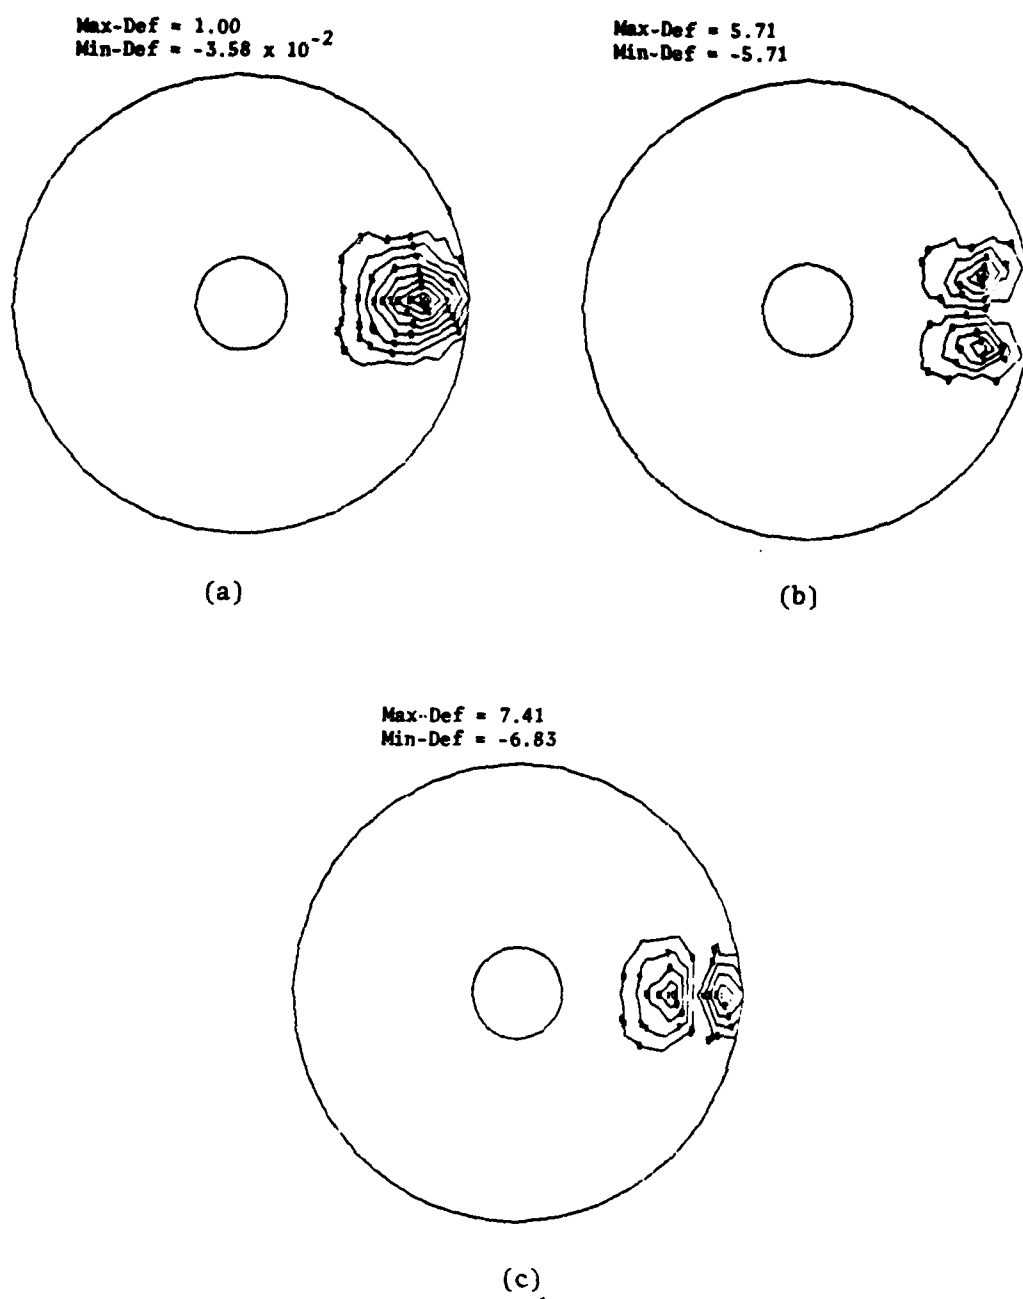 Max-Def = 1.00
Min-Def = -3.58 x 10⁻²
Max-Def = 5.71
Min-Def = -5.71
(a)
(b)
Max-Def = 7.41
Min-Def = -6.83
(c)